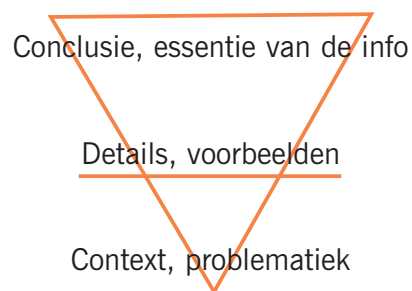 Conclusie, essentie van de info
Details, voorbeelden
Context, problematiek